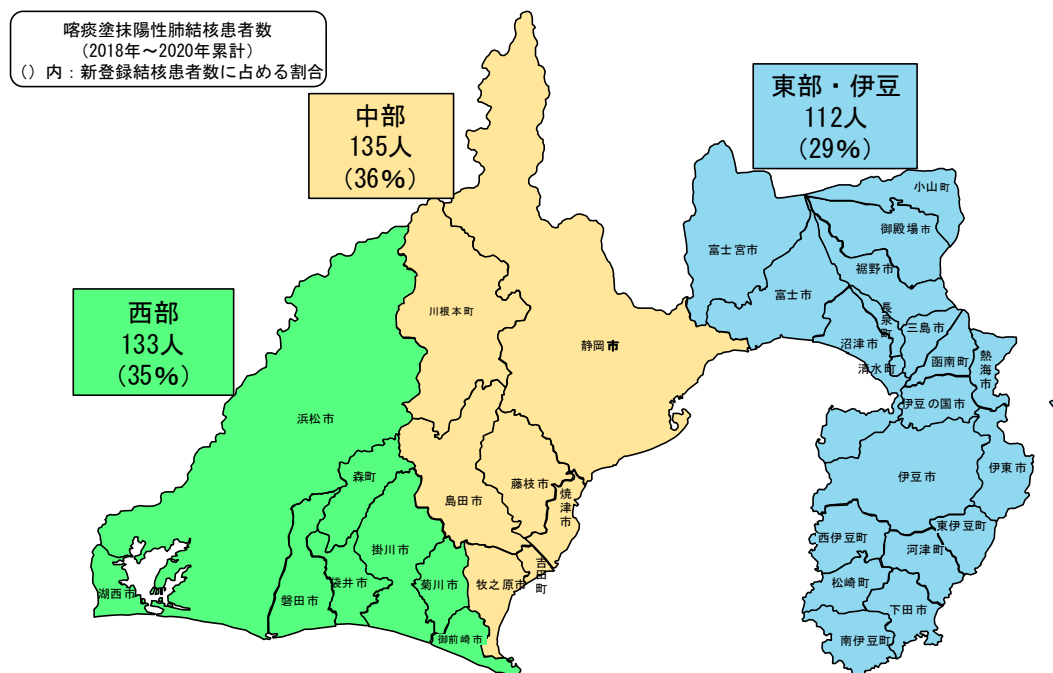 喀痰塗抹陽性肺結核患者数
(2018年~2020年累計)
() 内:新登録結核患者数に占める割合
中部
135人
(36%)
東部・伊豆
112人
(29%)
西部
133人
(35%)
小山町
御殿場市
富士宮市
裾野市
富士市
長泉町
三島市
沼津市
清水町
函南町
熱海市
伊豆の国市
伊豆市
伊東市
東伊豆町
西伊豆町
河津町
松崎町
下田市
南伊豆町
川根本町
静岡市
島田市
藤枝市
焼津市
吉田町
牧之原市
浜松市
森町
掛川市
菊川市
袋井市
磐田市
湖西市
御前崎市